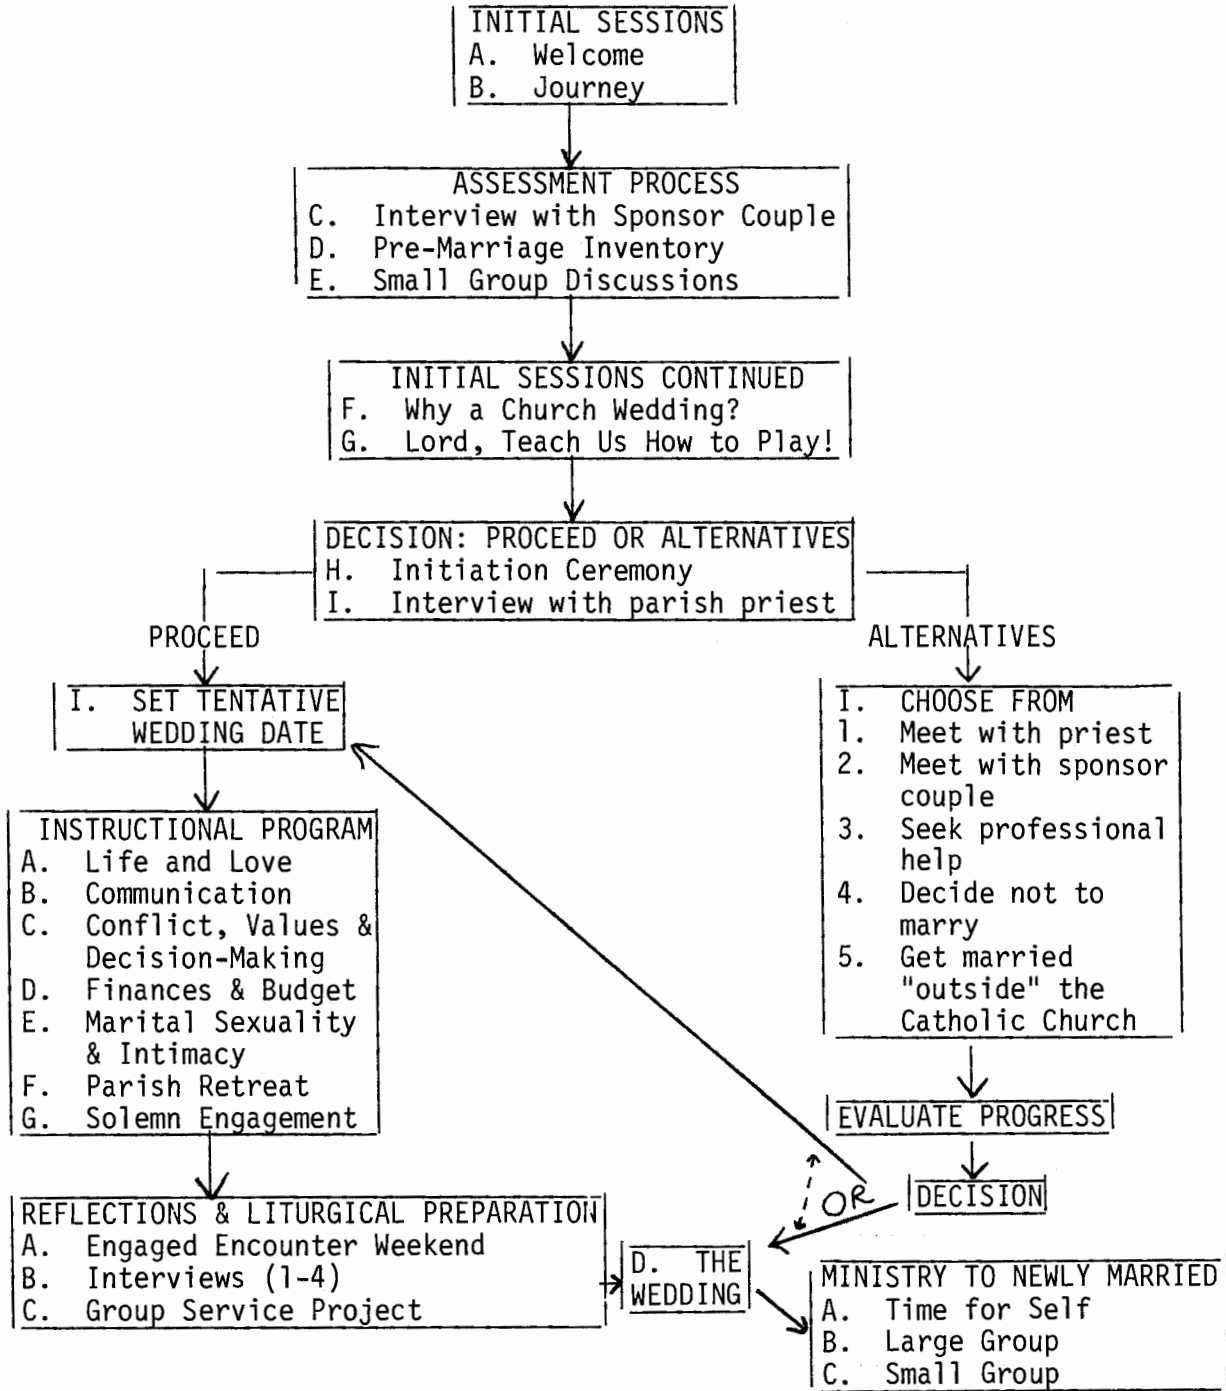 INITIAL SESSIONS
A. Welcome
B. Journey
ASSESSMENT PROCESS
C. Interview with Sponsor Couple
D. Pre-Marriage Inventory
E. Small Group Discussions
INITIAL SESSIONS CONTINUED
F. Why a Church Wedding?
G. Lord, Teach Us How to Play!
DECISION: PROCEED OR ALTERNATIVES
H. Initiation Ceremony
I. Interview with parish priest
PROCEED
I. SET TENTATIVE
WEDDING DATE
INSTRUCTIONAL PROGRAM
A. Life and Love
B. Communication
C. Conflict, Values &
Decision-Making
D. Finances & Budget
E. Marital Sexuality
& Intimacy
F. Parish Retreat
G. Solemn Engagement
REFLECTIONS & LITURGICAL PREPARATION
A. Engaged Encounter Weekend
B. Interviews (1-4)
C. Group Service Project
ALTERNATIVES
I. CHOOSE FROM
1. Meet with priest
2. Meet with sponsor
couple
3. Seek professional
help
4. Decide not to
marry
5. Get married
"outside" the
Catholic Church
EVALUATE PROGRESS
DECISION
OR
D. THE
WEDDING
MINISTRY TO NEWLY MARRIED
A. Time for Self
B. Large Group
C. Small Group